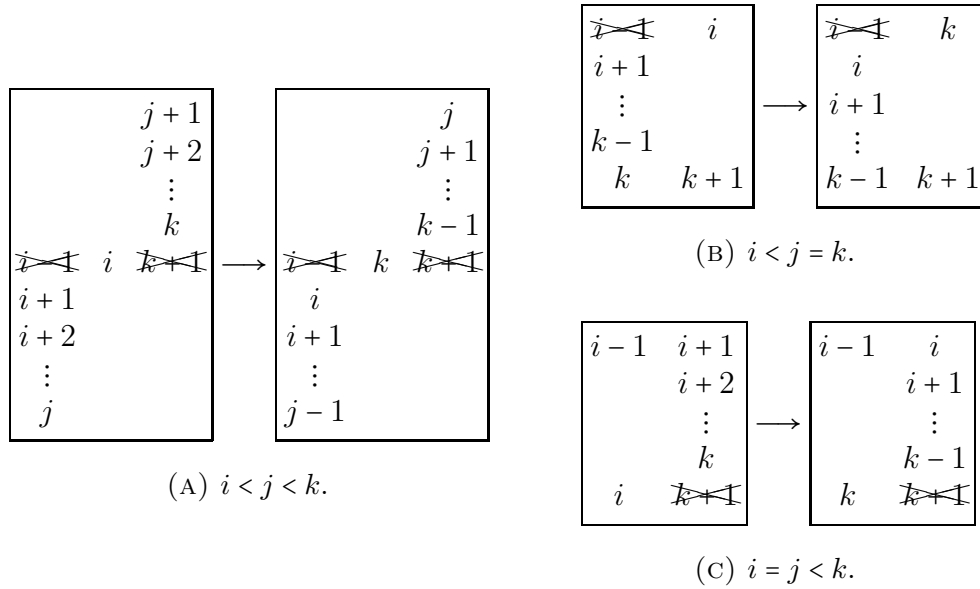 j + 1 j
j + 2 j + 1
⋮ ⋮
k k − 1
i − 1 i k + 1 ⟶ i − 1 k k + 1
i + 1 i
i + 2 i + 1
⋮ ⋮
j j − 1
(A) i < j < k.
i − 1 i i − 1 k
i + 1 i
⋮ ⟶ i + 1
k − 1 ⋮
k k + 1 k − 1 k + 1
(B) i < j = k.
i − 1 i + 1 i − 1 i
i + 2 i + 1
⋮ ⟶ ⋮
k k − 1
i k + 1 k k + 1
(C) i = j < k.